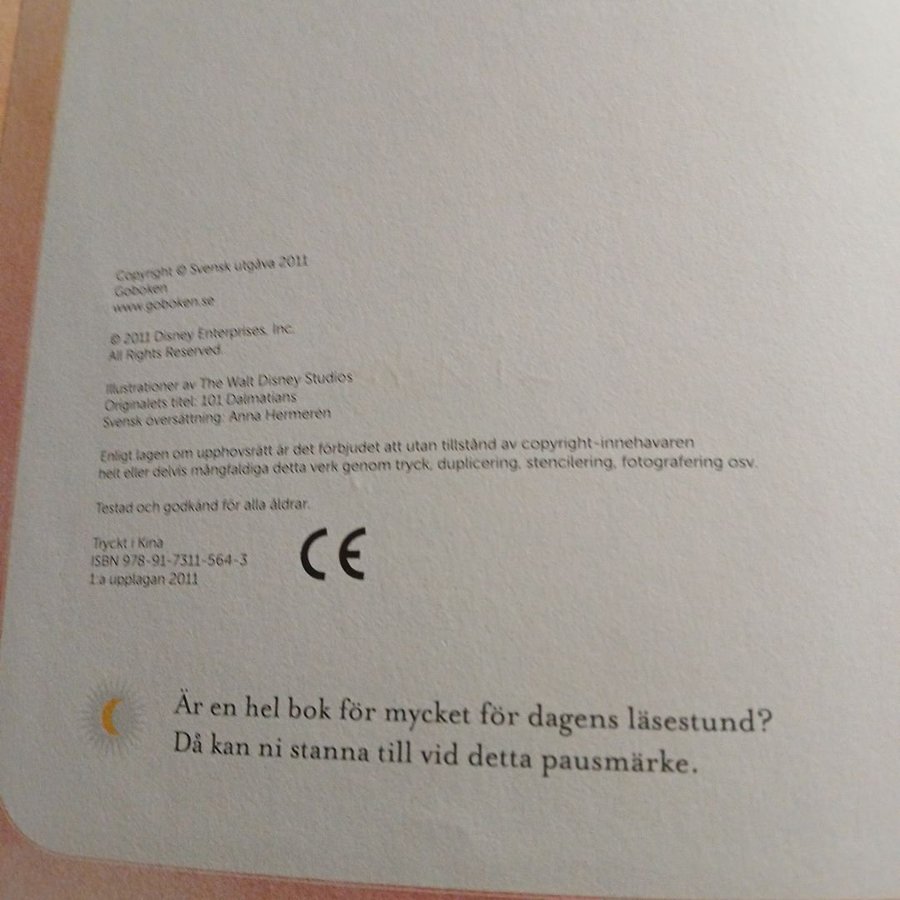 Copyright © Svensk utgåva 2011
Goboken
www.goboken.se
© 2011 Disney Enterprises, Inc.
All Rights Reserved.
Illustrationer av The Walt Disney Studios
Originalets titel: 101 Dalmatians
Svensk översättning: Anna Hermerén
Enligt lagen om upphovsrätt är det förbjudet att utan tillstånd av copyright-innehavaren
helt eller delvis mångfaldiga detta verk genom tryck, duplicering, stencilering, fotografering osv.
Testad och godkänd för alla åldrar.
Tryckt i Kina
ISBN 978-91-7311-564-3
1:a upplagan 2011
CE
Är en hel bok för mycket för dagens läsestund?
Då kan ni stanna till vid detta pausmärke.